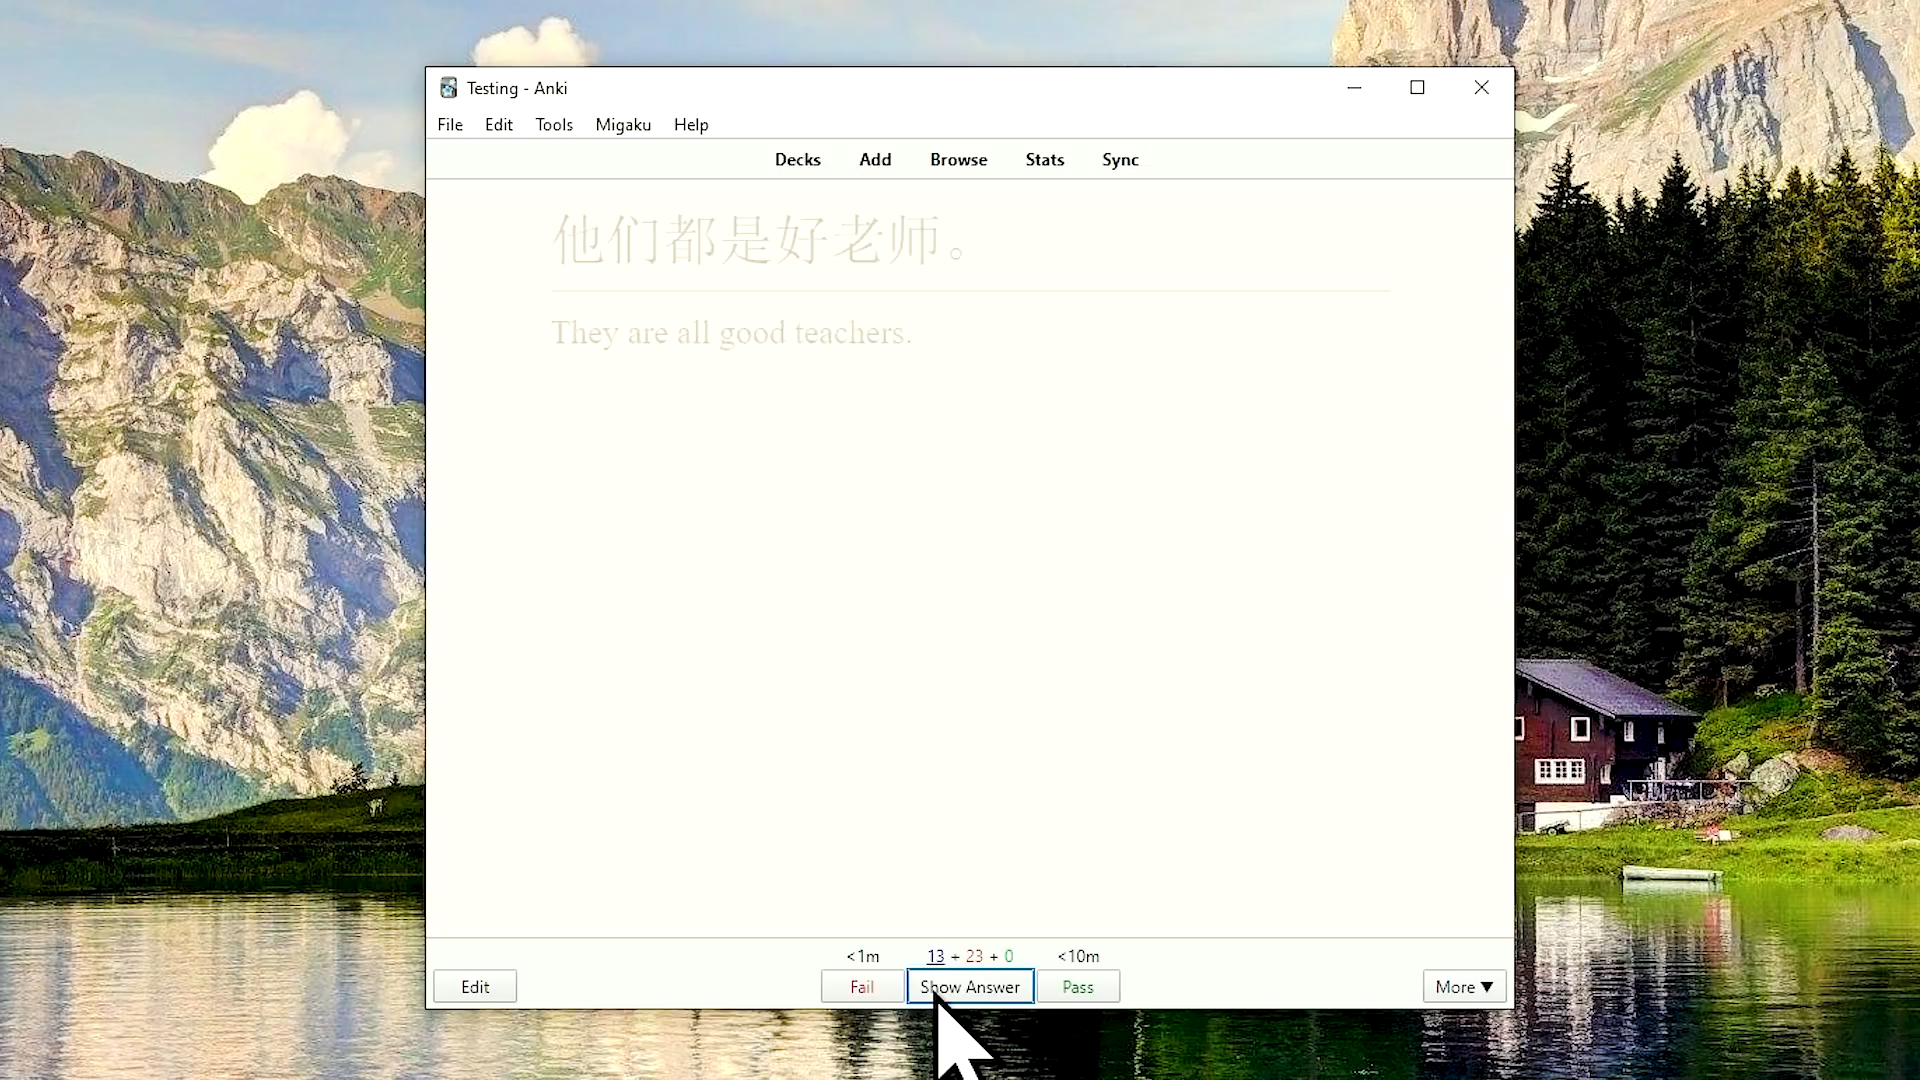 Testing - Anki
File Edit Tools Migaku Help
Decks Add Browse Stats Sync
他们都是好老师。
They are all good teachers.
<1m 13 + 23 + 0 <10m
Edit Fail Show Answer Pass More ▼